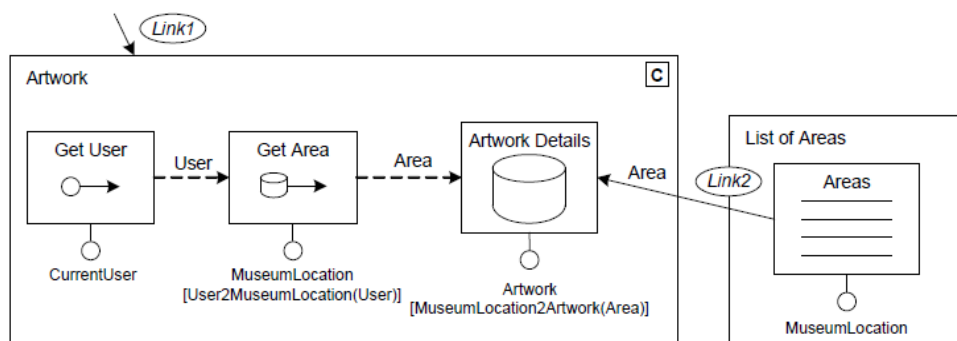 Link1
Artwork
C
Get User
User
Get Area
Area
Artwork Details
CurrentUser
MuseumLocation
[User2MuseumLocation(User)]
Artwork
[MuseumLocation2Artwork(Area)]
Area
Link2
List of Areas
Areas
MuseumLocation